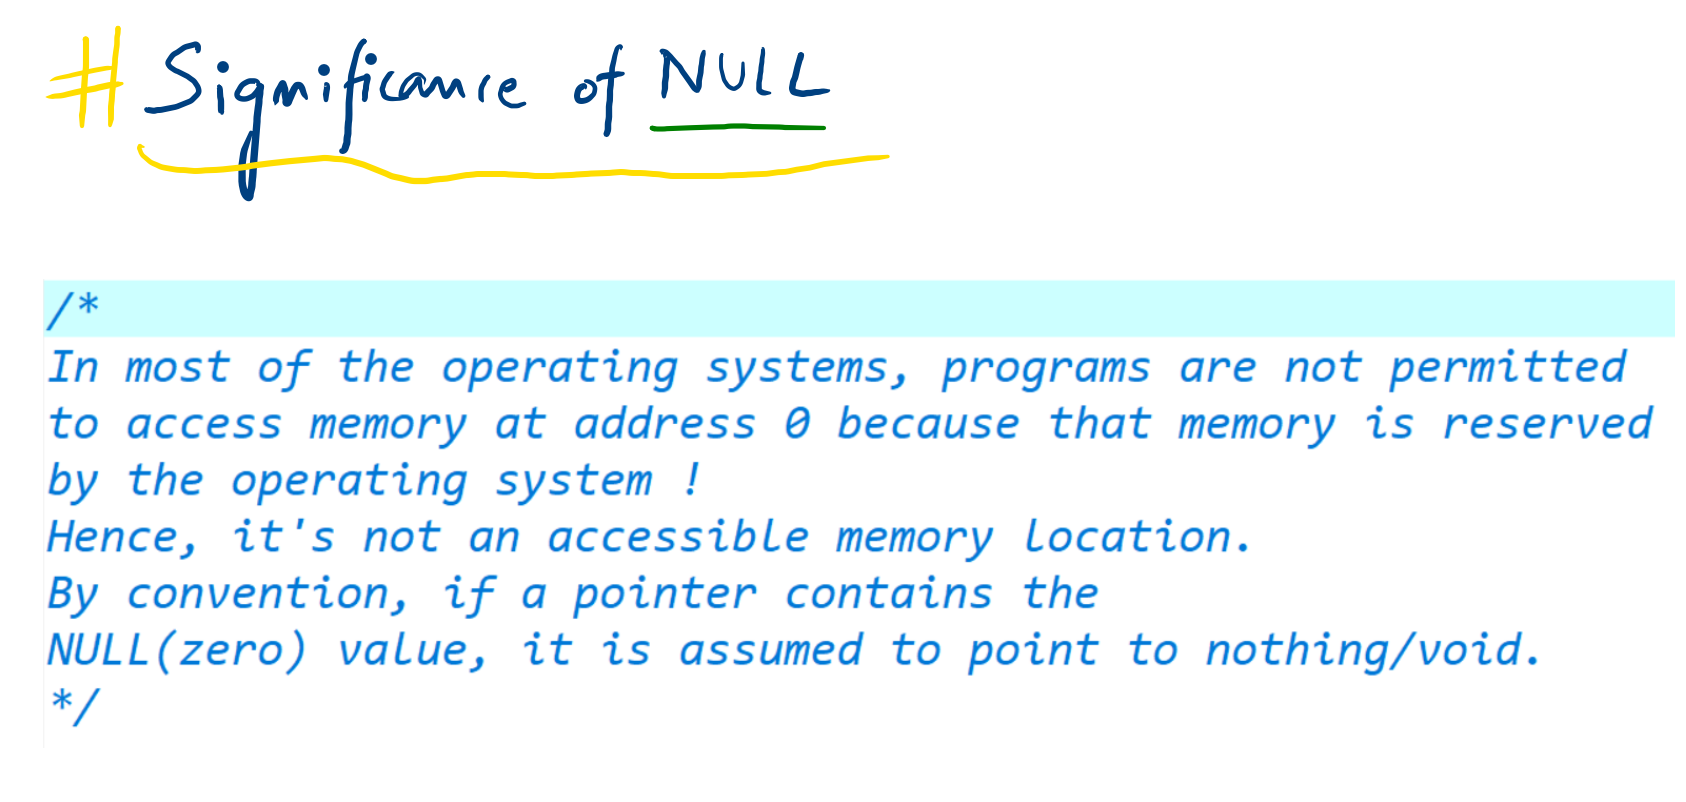 # Significance of NULL
/*
In most of the operating systems, programs are not permitted
to access memory at address 0 because that memory is reserved
by the operating system !
Hence, it's not an accessible memory location.
By convention, if a pointer contains the
NULL(zero) value, it is assumed to point to nothing/void.
*/